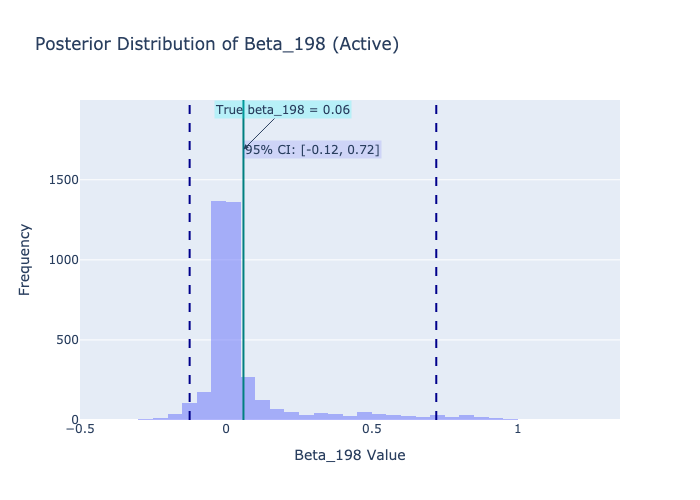 Posterior Distribution of Beta_198 (Active)
True beta_198 = 0.06
95% CI: [-0.12, 0.72]
1500
1000
500
0
Frequency
−0.5
0
0.5
1
Beta_198 Value